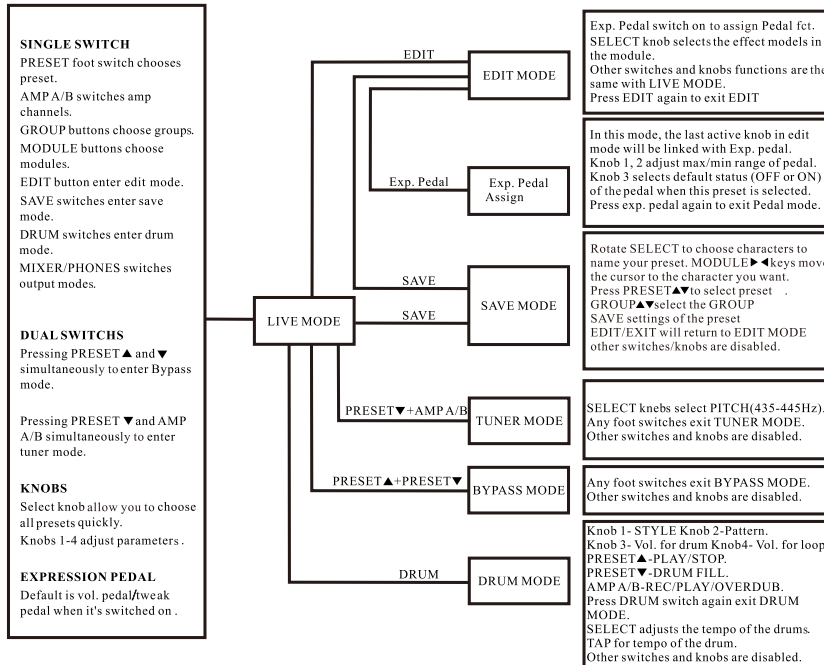 SINGLE SWITCH
PRESET foot switch chooses
preset.
AMP A/B switches amp
channels.
GROUP buttons choose groups.
MODULE buttons choose
modules.
EDIT button enter edit mode.
SAVE switches enter save
mode.
DRUM switches enter drum
mode.
MIXER/PHONES switches
output modes.
DUAL SWITCHS
Pressing PRESET▲ and ▼
simultaneously to enter Bypass
mode.
Pressing PRESET ▼ and AMP
A/B simultaneously to enter
tuner mode.
KNOBS
Select knob allow you to choose
all presets quickly.
Knobs 1-4 adjust parameters .
EXPRESSION PEDAL
Default is vol. pedal/tweak
pedal when it's switched on .
LIVE MODE
EDIT
EDIT MODE
Exp. Pedal switch on to assign Pedal fct.
SELECT knob selects the effect models in
the module.
Other switches and knobs functions are the
same with LIVE MODE.
Press EDIT again to exit EDIT
Exp. Pedal
Exp. Pedal
Assign
In this mode, the last active knob in edit
mode will be linked with Exp. pedal.
Knob 1, 2 adjust max/min range of pedal.
Knob 3 selects default status (OFF or ON)
of the pedal when this preset is selected.
Press exp. pedal again to exit Pedal mode.
SAVE
SAVE
SAVE MODE
Rotate SELECT to choose characters to
name your preset. MODULE▶◀keys move
the cursor to the character you want.
Press PRESET▲▼to select preset .
GROUP▲▼select the GROUP
SAVE settings of the preset
EDIT/EXIT will return to EDIT MODE
other switches/knobs are disabled.
PRESET▼+AMP A/B
TUNER MODE
SELECT knebs select PITCH(435-445Hz).
Any foot switches exit TUNER MODE.
Other switches and knobs are disabled.
PRESET▲+PRESET▼
BYPASS MODE
Any foot switches exit BYPASS MODE.
Other switches and knobs are disabled.
DRUM
DRUM MODE
Knob 1- STYLE Knob 2-Pattern.
Knob 3- Vol. for drum Knob4- Vol. for loop
PRESET▲-PLAY/STOP.
PRESET▼-DRUM FILL.
AMP A/B-REC/PLAY/OVERDUB.
Press DRUM switch again exit DRUM
MODE.
SELECT adjusts the tempo of the drums.
TAP for tempo of the drum.
Other switches and knobs are disabled.